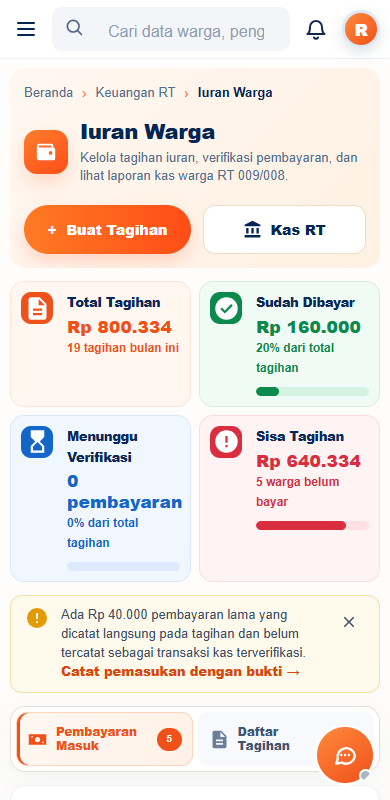 Cari data warga, peng
R
Beranda › Keuangan RT › Iuran Warga
Iuran Warga
Kelola tagihan iuran, verifikasi pembayaran, dan
lihat laporan kas warga RT 009/008.
+ Buat Tagihan
Kas RT
Total Tagihan
Rp 800.334
19 tagihan bulan ini
Sudah Dibayar
Rp 160.000
20% dari total
tagihan
Menunggu
Verifikasi
0
pembayaran
0% dari total
tagihan
Sisa Tagihan
Rp 640.334
5 warga belum
bayar
Ada Rp 40.000 pembayaran lama yang
dicatat langsung pada tagihan dan belum
tercatat sebagai transaksi kas terverifikasi.
Catat pemasukan dengan bukti →
Pembayaran
Masuk
5
Daftar
Tagihan